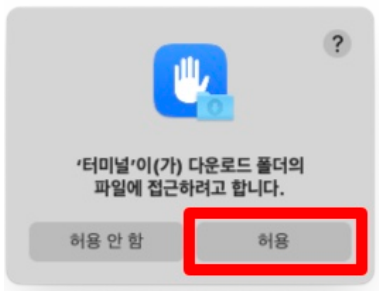 ?
‘터미널’이(가) 다운로드 폴더의
파일에 접근하려고 합니다.
허용 안 함
허용